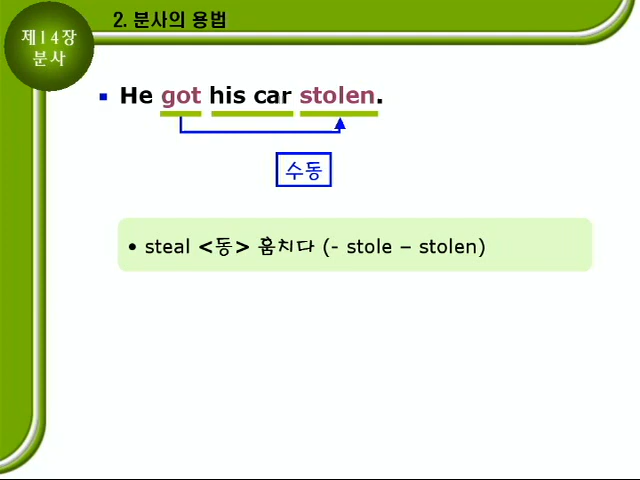 2. 분사의 용법
제14장
분사
He got his car stolen.
수동
• steal <동> 훔치다 (- stole – stolen)